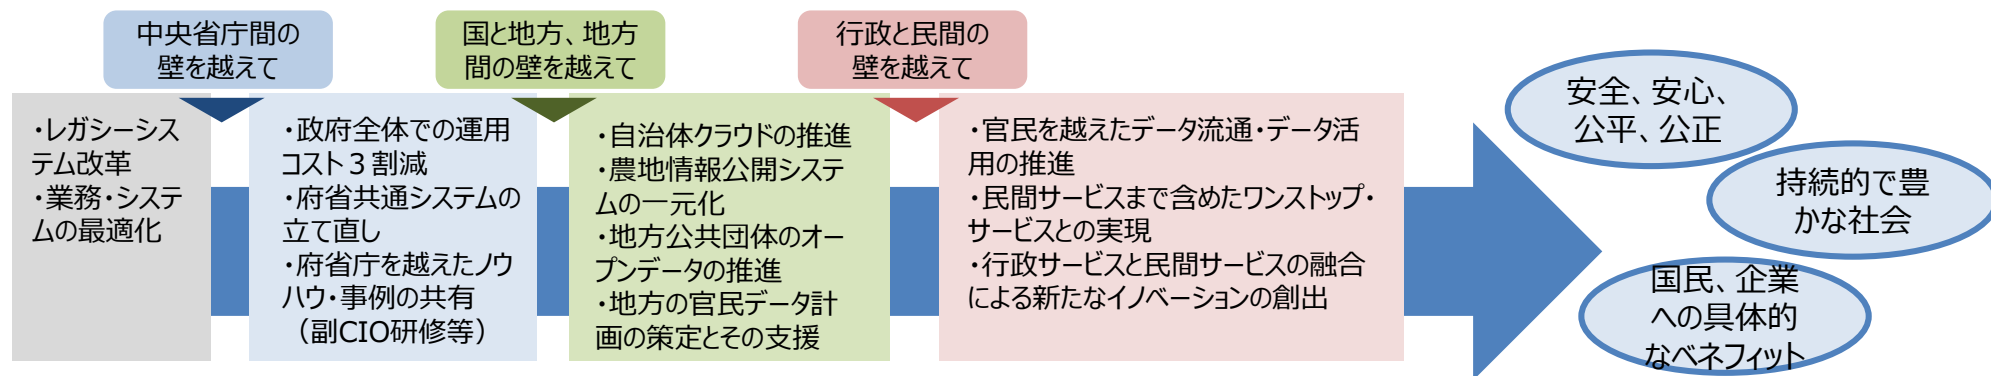 中央省庁間の
壁を越えて
国と地方、地方
間の壁を越えて
行政と民間の
壁を越えて
・レガシーシス
テム改革
・業務・システ
ムの最適化
・政府全体での運用
コスト３割減
・府省共通システムの
立て直し
・府省庁を越えたノウ
ハウ・事例の共有
（副CIO研修等）
・自治体クラウドの推進
・農地情報公開システ
ムの一元化
・地方公共団体のオー
プンデータの推進
・地方の官民データ計
画の策定とその支援
・官民を越えたデータ流通・データ活
用の推進
・民間サービスまで含めたワンストップ・
サービスとの実現
・行政サービスと民間サービスの融合
による新たなイノベーションの創出
安全、安心、
公平、公正
持続的で豊
かな社会
国民、企業
への具体的
なベネフィット